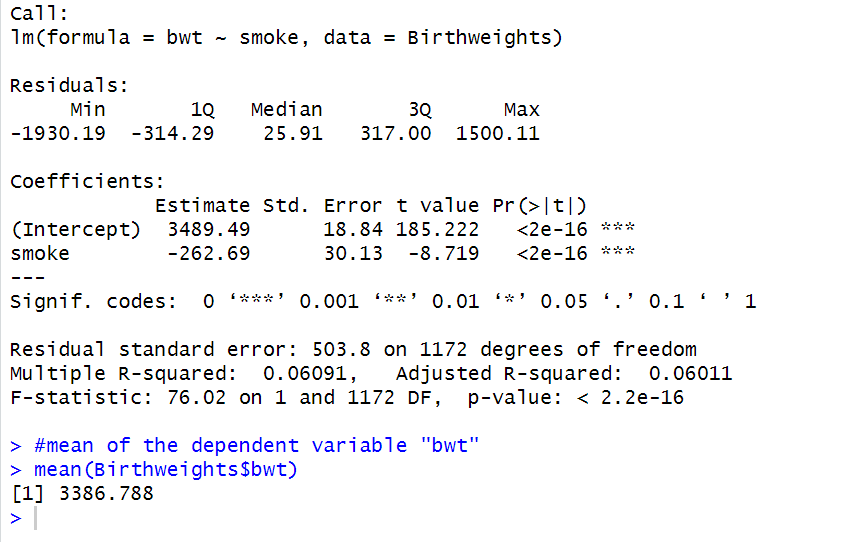 Call:
lm(formula = bwt ~ smoke, data = Birthweights)
Residuals:
     Min       1Q   Median       3Q      Max
-1930.19  -314.29    25.91   317.00  1500.11
Coefficients:
            Estimate Std. Error t value Pr(>|t|)
(Intercept)  3489.49      18.84 185.222   <2e-16 ***
smoke        -262.69      30.13  -8.719   <2e-16 ***
---
Signif. codes:  0 ‘***’ 0.001 ‘**’ 0.01 ‘*’ 0.05 ‘.’ 0.1 ‘ ’ 1
Residual standard error: 503.8 on 1172 degrees of freedom
Multiple R-squared:  0.06091,   Adjusted R-squared:  0.06011
F-statistic: 76.02 on 1 and 1172 DF,  p-value: < 2.2e-16
> #mean of the dependent variable "bwt"
> mean(Birthweights$bwt)
[1] 3386.788
>